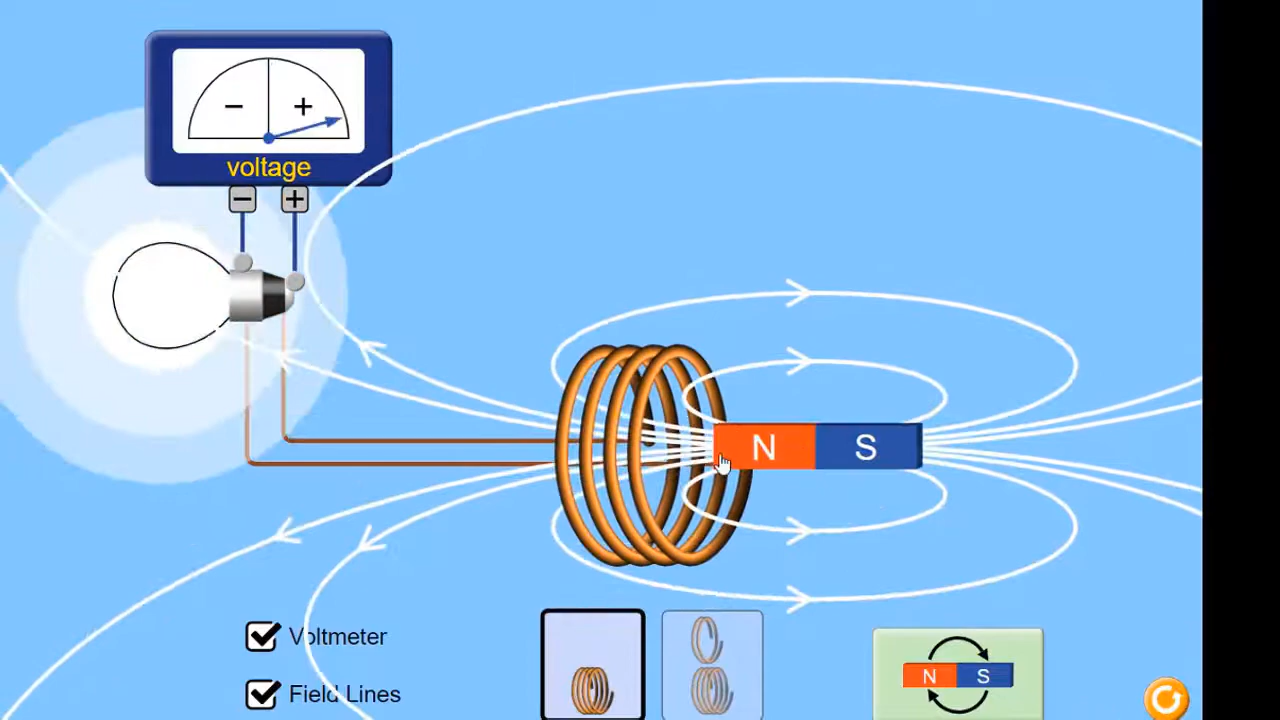 − +
voltage
− +
N S
Voltmeter
Field Lines
N S